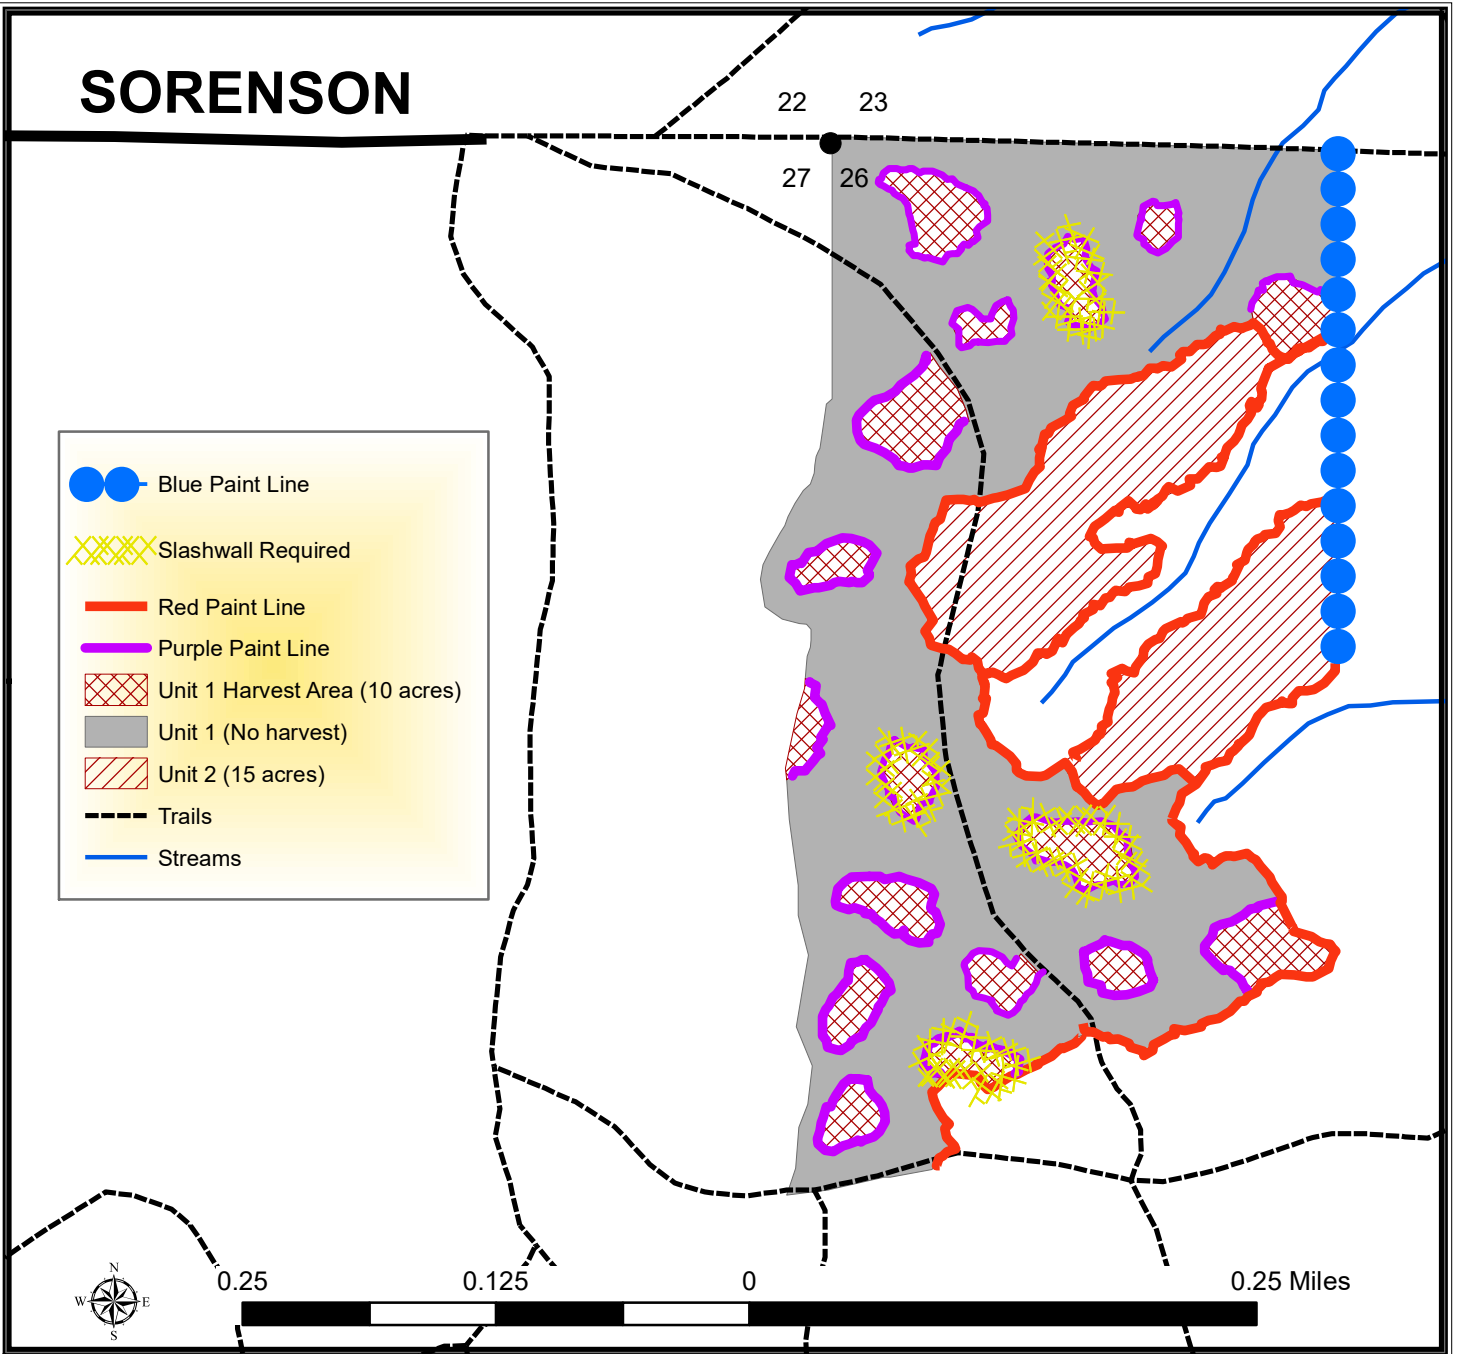 SORENSON
22 23
27 26
Blue Paint Line
Slashwall Required
Red Paint Line
Purple Paint Line
Unit 1 Harvest Area (10 acres)
Unit 1 (No harvest)
Unit 2 (15 acres)
Trails
Streams
N
W E
S
0.25 0.125 0 0.25 Miles